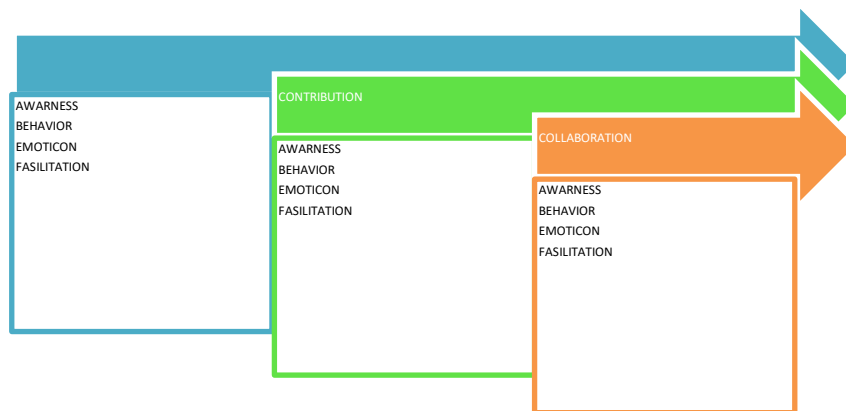 AWARNESS
BEHAVIOR
EMOTICON
FASILITATION
CONTRIBUTION
AWARNESS
BEHAVIOR
EMOTICON
FASILITATION
COLLABORATION
AWARNESS
BEHAVIOR
EMOTICON
FASILITATION